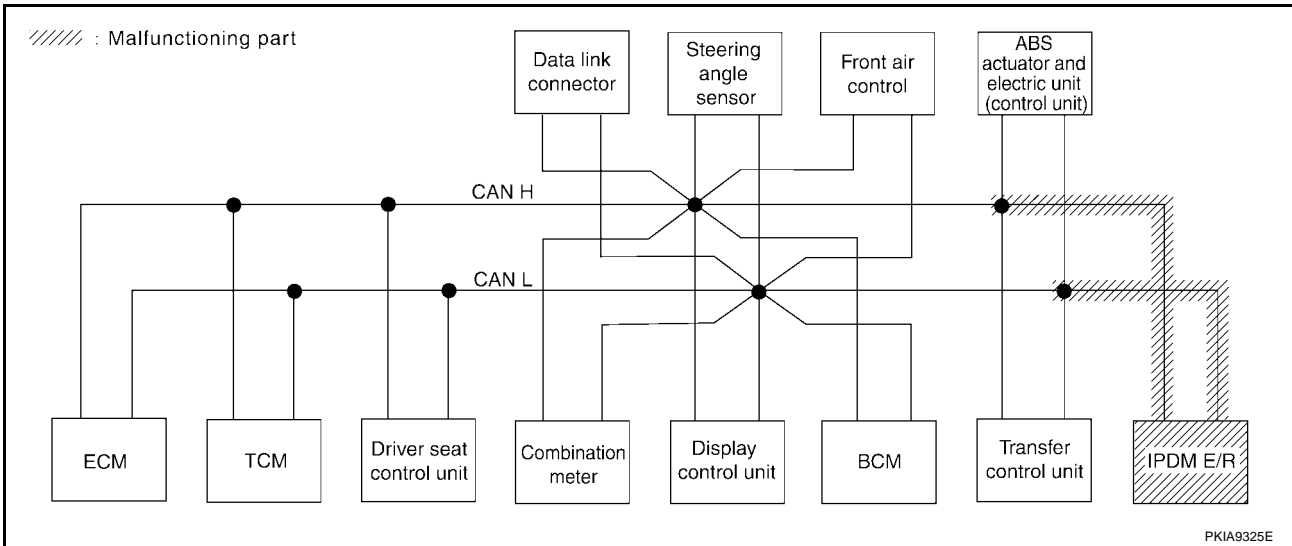 : Malfunctioning part
Data link
connector
Steering
angle
sensor
Front air
control
ABS
actuator and
electric unit
(control unit)
CAN H
CAN L
ECM
TCM
Driver seat
control unit
Combination
meter
Display
control unit
BCM
Transfer
control unit
IPDM E/R
PKIA9325E